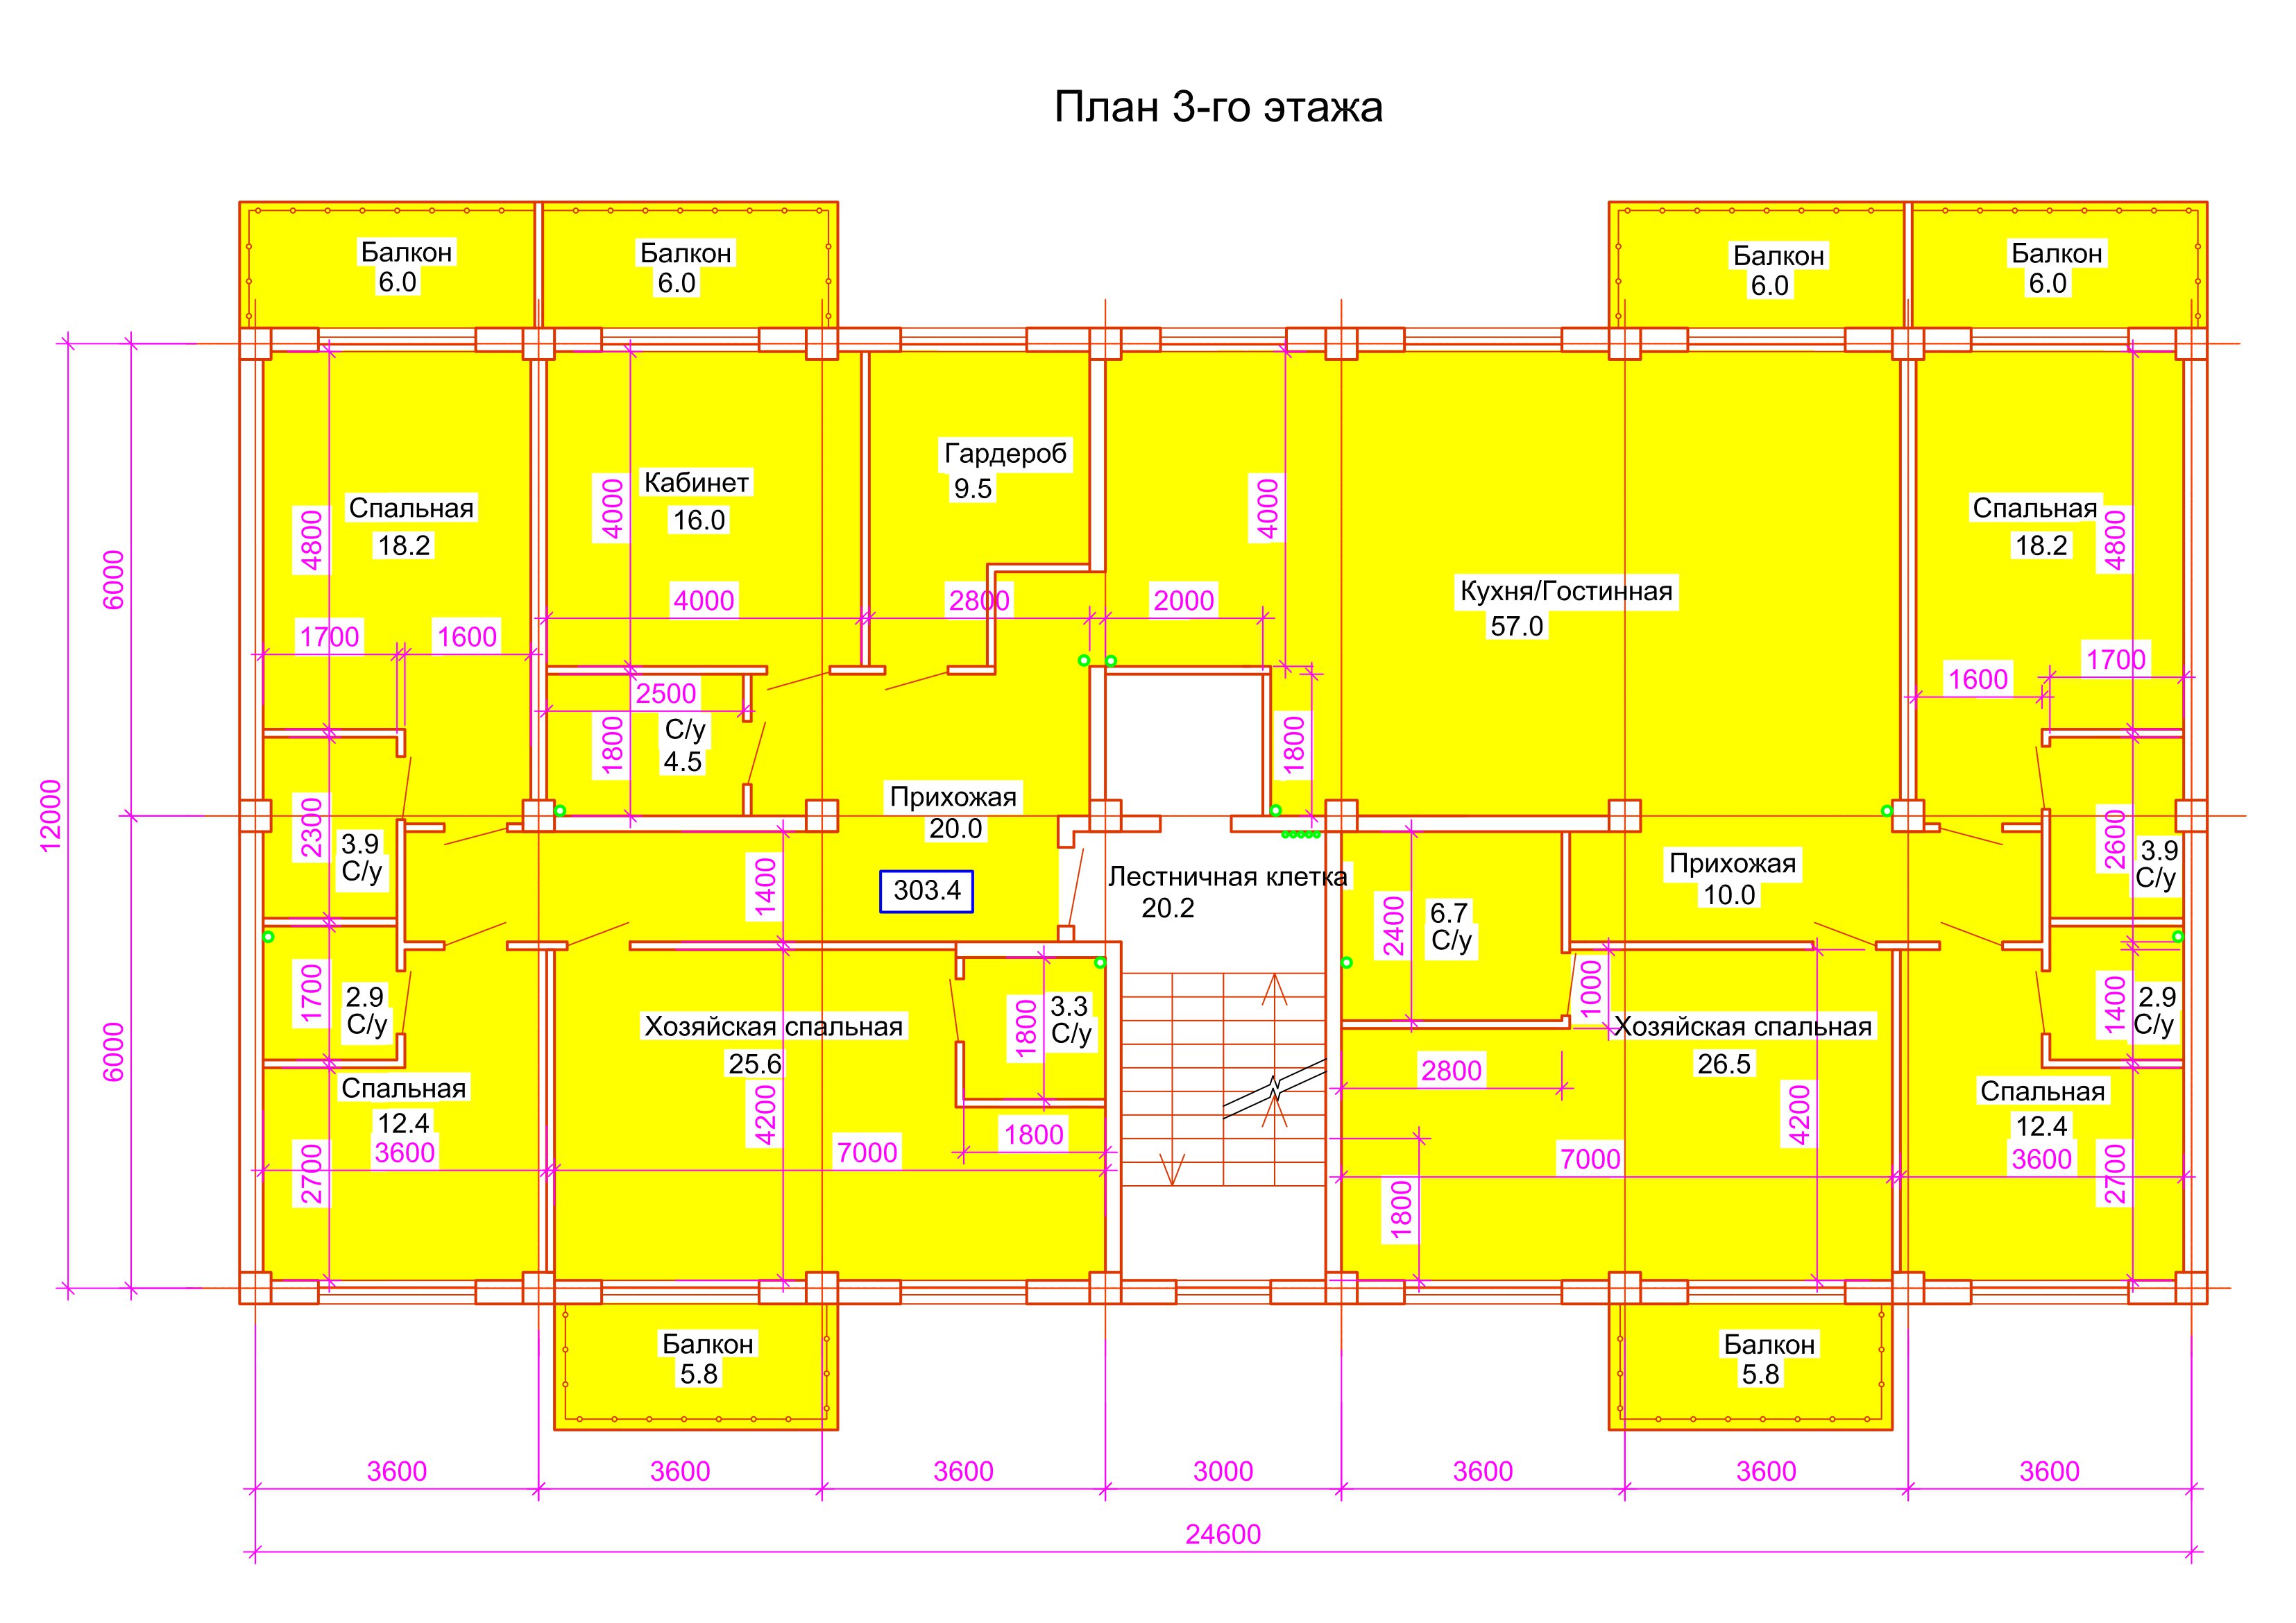 План 3-го этажа
Балкон
6.0
Балкон
6.0
Балкон
6.0
Балкон
6.0
Спальная
18.2
4800
1700
1600
Кабинет
16.0
4000
4000
Гардероб
9.5
2800
2000
4000
Кухня/Гостинная
57.0
Спальная
18.2
4800
1600
1700
6000
12000
6000
2500
С/у
4.5
1800
1800
2300
3.9
С/у
Прихожая
20.0
303.4
1400
Лестничная клетка
20.2
2400
6.7
С/у
Прихожая
10.0
2600
3.9
С/у
1700
2.9
С/у
Хозяйская спальная
25.6
4200
1800
3.3
С/у
1800
1000
Хозяйская спальная
26.5
2800
4200
1400
2.9
С/у
Спальная
12.4
3600
2700
7000
1800
7000
Спальная
12.4
3600
2700
Балкон
5.8
Балкон
5.8
3600
3600
3600
3000
3600
3600
3600
24600